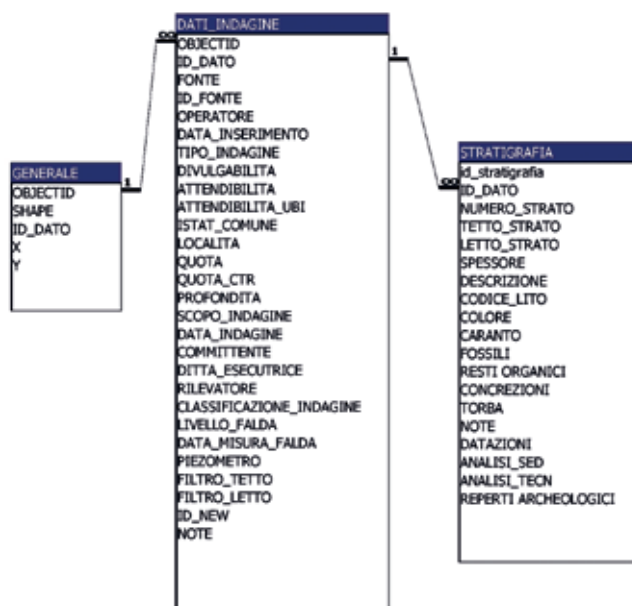 GENERALE
OBJECTID
SHAPE
ID_DATO
X
Y
1
∞
DATI_INDAGINE
OBJECTID
ID_DATO
FONTE
ID_FONTE
OPERATORE
DATA_INSERIMENTO
TIPO_INDAGINE
DIVULGABILITA
ATTENDIBILITA
ATTENDIBILITA_UBI
ISTAT_COMUNE
LOCALITA
QUOTA
QUOTA_CTR
PROFONDITA
SCOPO_INDAGINE
DATA_INDAGINE
COMMITTENTE
DITTA_ESECUTRICE
RILEVATORE
CLASSIFICAZIONE_INDAGINE
LIVELLO_FALDA
DATA_MISURA_FALDA
PIEZOMETRO
FILTRO_TETTO
FILTRO_LETTO
ID_NEW
NOTE
1
∞
STRATIGRAFIA
id_stratigrafia
ID_DATO
NUMERO_STRATO
TETTO_STRATO
LETTO_STRATO
SPESSORE
DESCRIZIONE
CODICE_LITO
COLORE
CARANTO
FOSSILI
RESTI ORGANICI
CONCREZIONI
TORBA
NOTE
DATAZIONI
ANALISI_SED
ANALISI_TECN
REPERTI ARCHEOLOGICI